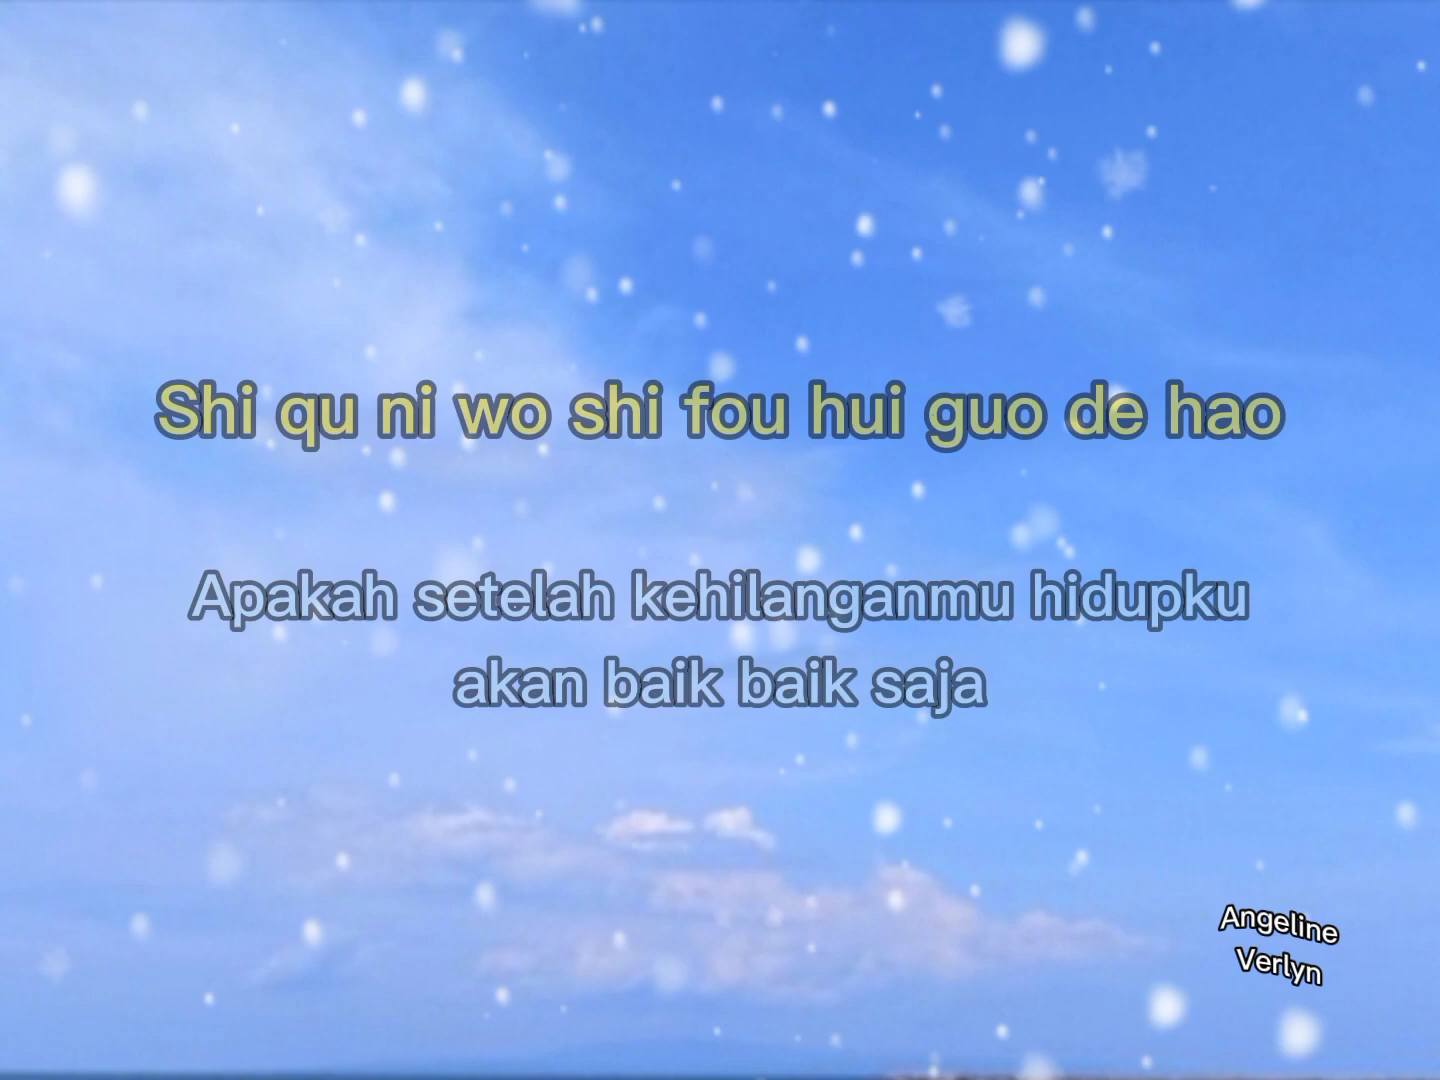 Shi qu ni wo shi fou hui guo de hao
Apakah setelah kehilanganmu hidupku
akan baik baik saja
Angeline
Verlyn